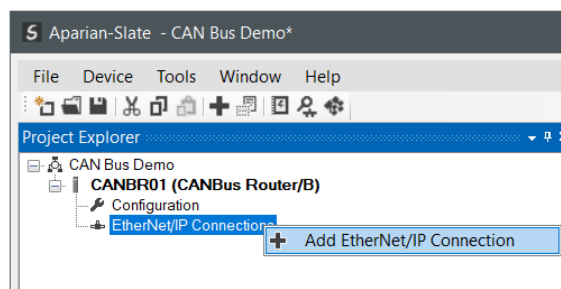 Aparian-Slate - CAN Bus Demo*
File Device Tools Window Help
Project Explorer
CAN Bus Demo
CANBR01 (CANBus Router/B)
Configuration
EtherNet/IP Connections
Add EtherNet/IP Connection